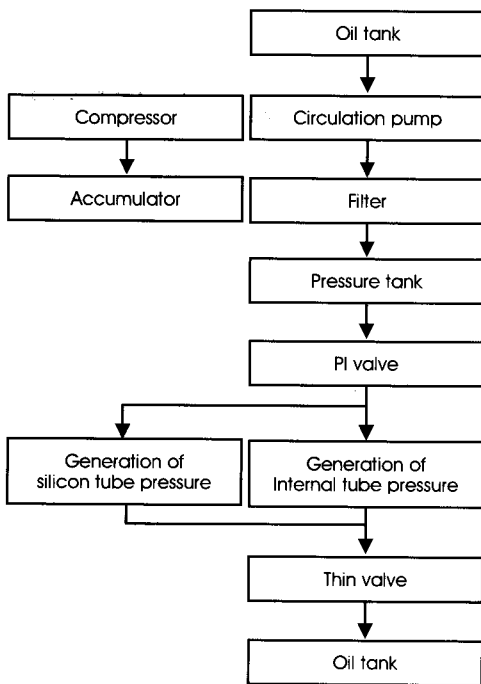 Oil tank
Compressor
Circulation pump
Accumulator
Filter
Pressure tank
PI valve
Generation of
silicon tube pressure
Generation of
Internal tube pressure
Thin valve
Oil tank